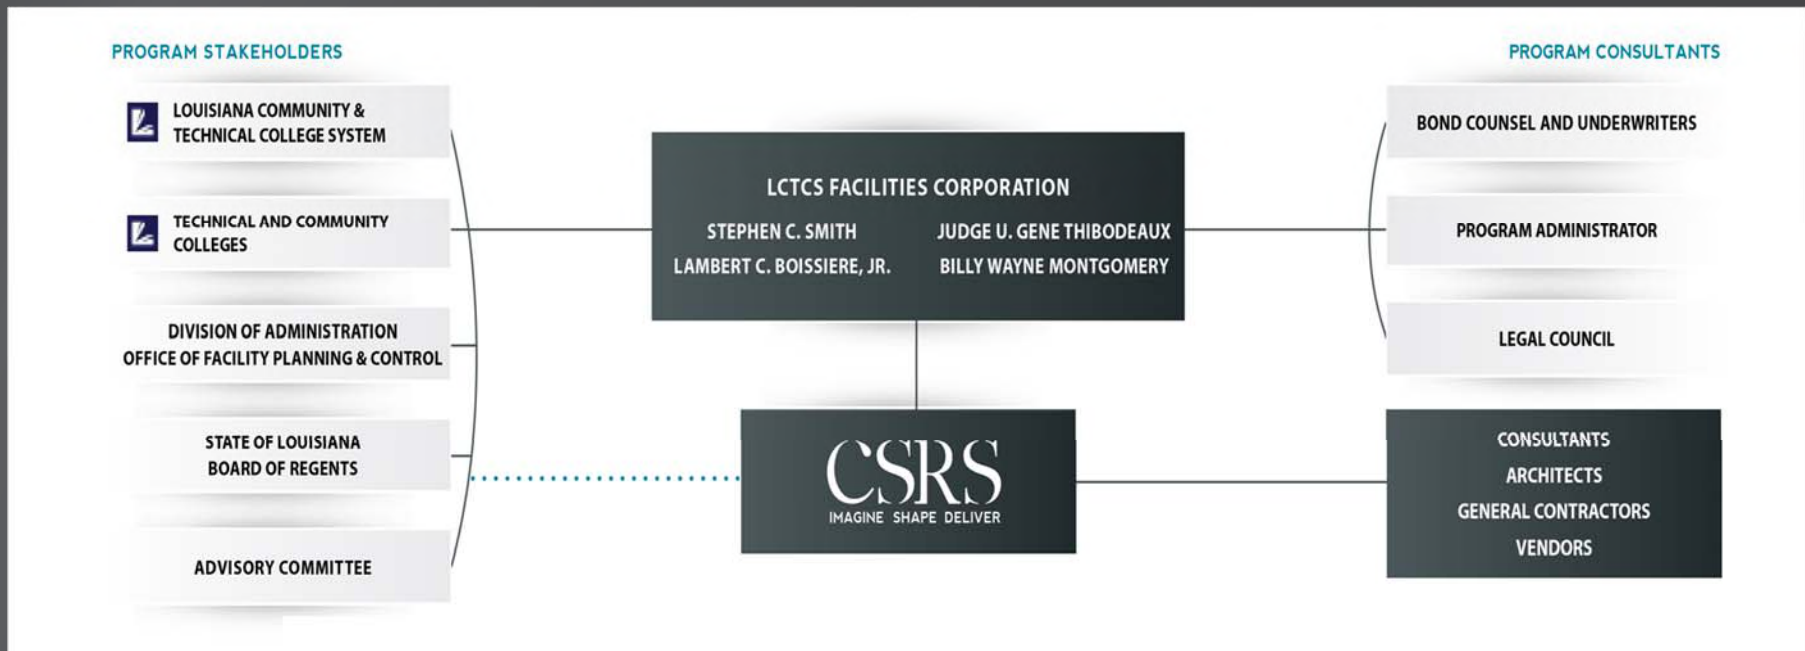 PROGRAM STAKEHOLDERS
LOUISIANA COMMUNITY &
TECHNICAL COLLEGE SYSTEM
TECHNICAL AND COMMUNITY
COLLEGES
DIVISION OF ADMINISTRATION
OFFICE OF FACILITY PLANNING & CONTROL
STATE OF LOUISIANA
BOARD OF REGENTS
ADVISORY COMMITTEE
LCTCS FACILITIES CORPORATION
STEPHEN C. SMITH
JUDGE U. GENE THIBODEAUX
LAMBERT C. BOISSIERE, JR.
BILLY WAYNE MONTGOMERY
CSRS
IMAGINE SHAPE DELIVER
PROGRAM CONSULTANTS
BOND COUNSEL AND UNDERWRITERS
PROGRAM ADMINISTRATOR
LEGAL COUNCIL
CONSULTANTS
ARCHITECTS
GENERAL CONTRACTORS
VENDORS